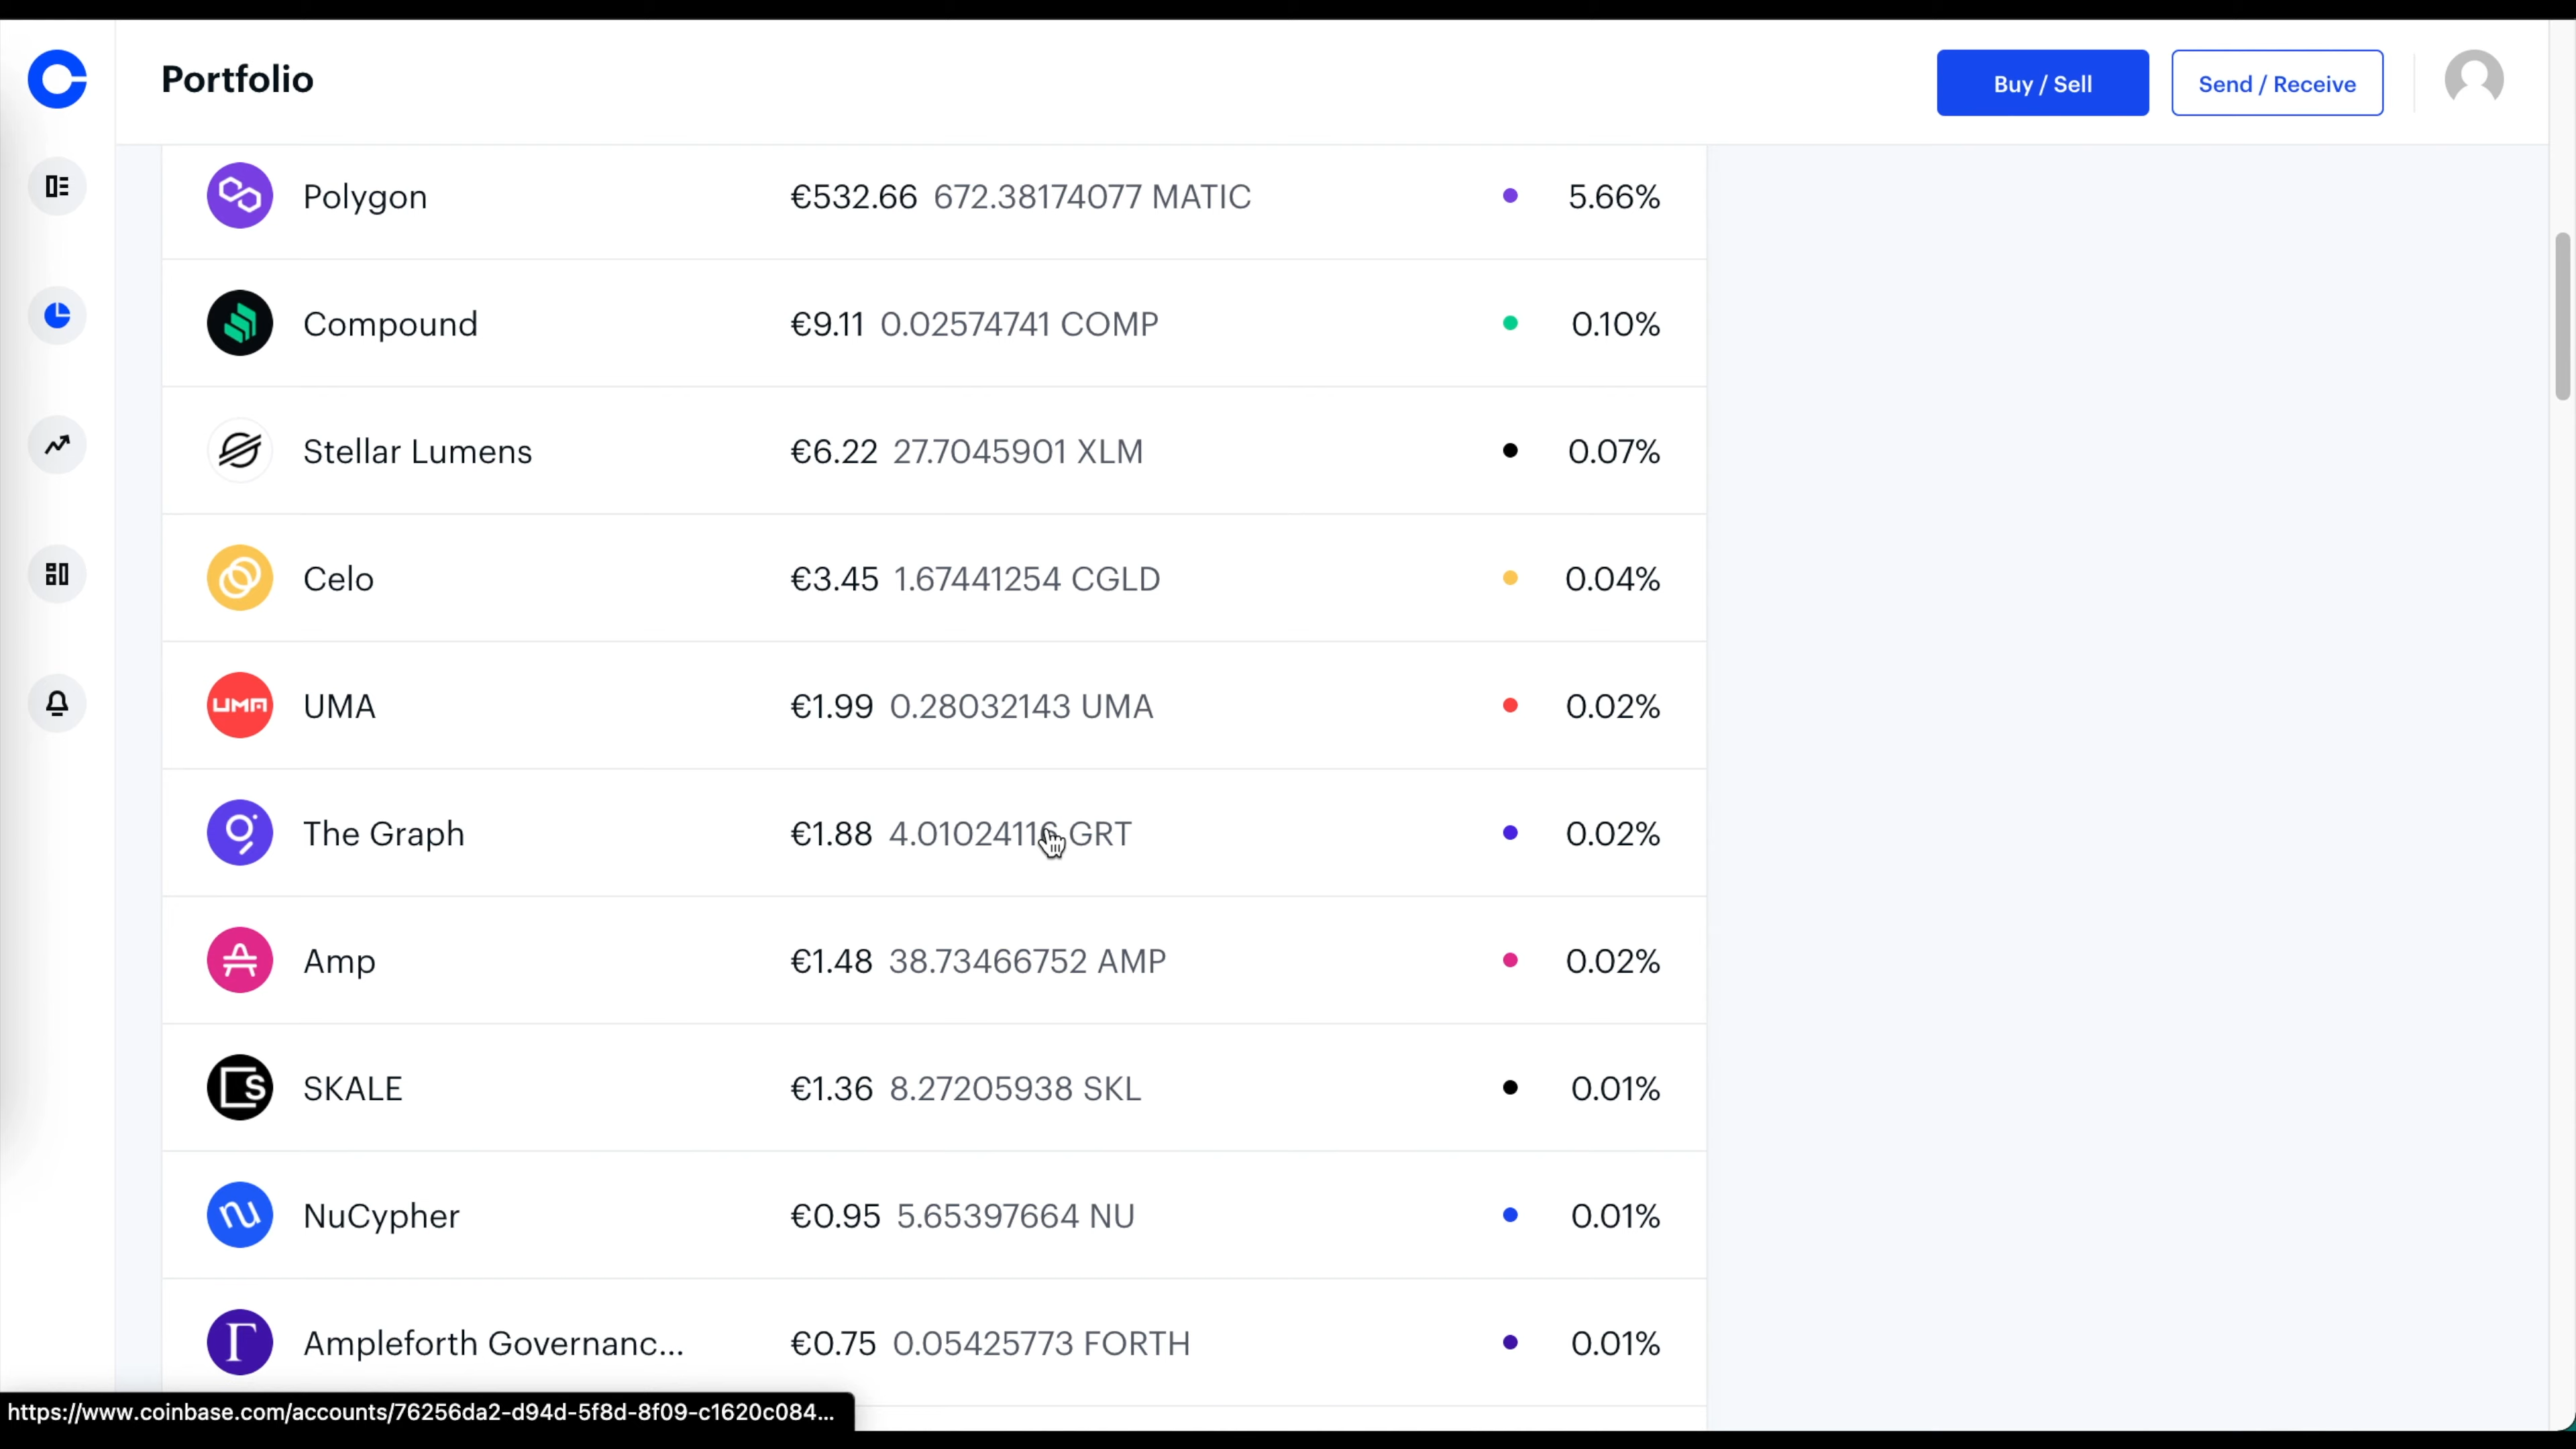 Portfolio
Buy / Sell
Send / Receive
Polygon €532.66 672.38174077 MATIC 5.66%
Compound €9.11 0.02574741 COMP 0.10%
Stellar Lumens €6.22 27.7045901 XLM 0.07%
Celo €3.45 1.67441254 CGLD 0.04%
UMA UMA €1.99 0.28032143 UMA 0.02%
The Graph €1.88 GRT 0.02%
Amp €1.48 38.73466752 AMP 0.02%
SKALE €1.36 8.27205938 SKL 0.01%
NuCypher €0.95 5.65397664 NU 0.01%
Ampleforth Governanc... €0.75 0.05425773 FORTH 0.01%
https://www.coinbase.com/accounts/76256da2-d94d-5f8d-8f09-c1620c084...